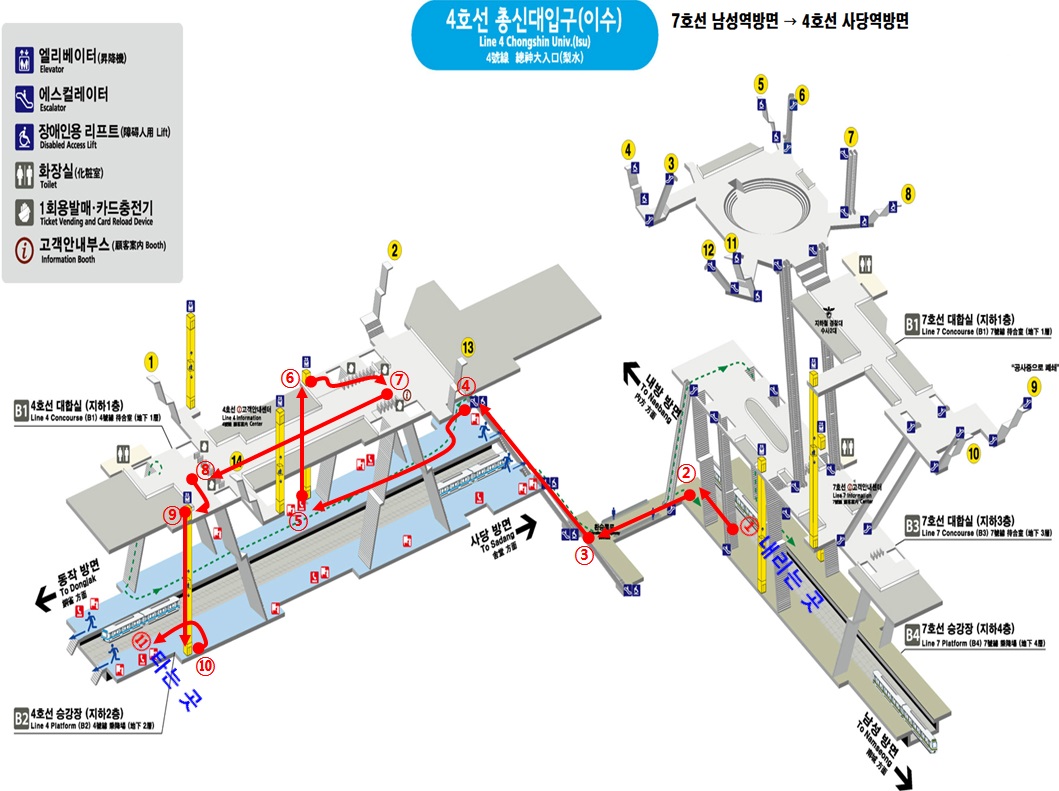 4호선 총신대입구(이수)
Line 4 Chongshin Univ.(Isu)
4號線 總神大入口(梨水)
7호선 남성역방면 → 4호선 사당역방면
엘리베이터(昇降機)
Elevator
에스컬레이터
Escalator
장애인용 리프트(障碍人用 Lift)
Disabled Access Lift
화장실(化粧室)
Toilet
1회용발매·카드충전기
Ticket Vending and Card Reload Device
고객안내부스(顧客案內 Booth)
Information Booth
5
6
7
4
3
8
12
11
2
13
1
14
9
10
B1 7호선 대합실 (지하1층)
Line 7 Concourse (B1) 7號線 待合室 (地下 1層)
"공사중으로 폐쇄"
B1 4호선 대합실 (지하1층)
Line 4 Concourse (B1) 4號線 待合室 (地下 1層)
4호선 고객안내센터
Line 4 Information Center
지하철 경찰대
수사2대
내방 방면
To Naebang
內方 方面
⑥
⑦
④
⑧
⑤
⑨
②
①
③
환승통로
내리는 곳
7호선 고객안내센터
Line 7 Information Center
B3 7호선 대합실 (지하3층)
Line 7 Concourse (B3) 7號線 待合室 (地下 3層)
사당 방면
To Sadang
舍堂 方面
동작 방면
To Dongjak
銅雀 方面
⑪
타는 곳
⑩
B4 7호선 승강장 (지하4층)
Line 7 Platform (B4) 7號線 乘降場 (地下 4層)
B2 4호선 승강장 (지하2층)
Line 4 Platform (B2) 4號線 乘降場 (地下 2層)
남성 방면
To Namseong
南城 方面